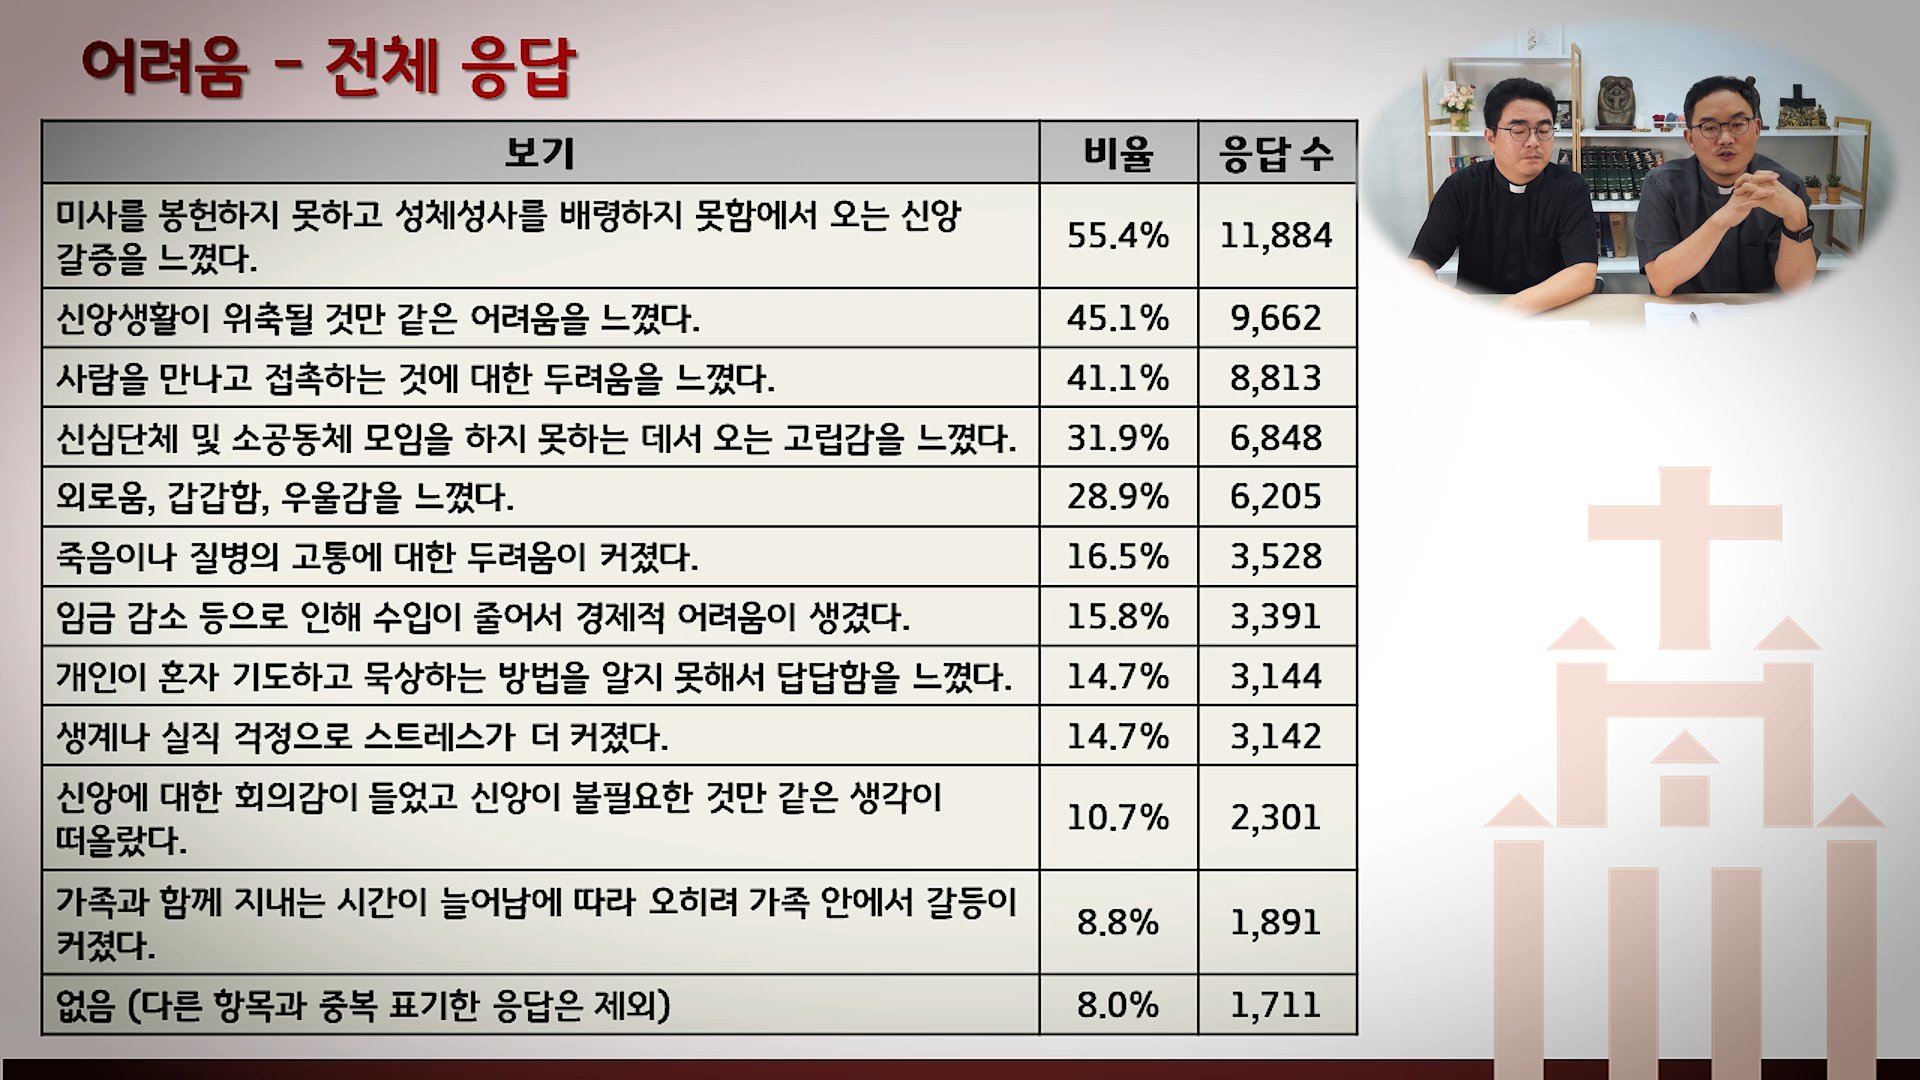 어려움 - 전체 응답
보기 비율 응답 수
미사를 봉헌하지 못하고 성체성사를 배령하지 못함에서 오는 신앙
갈증을 느꼈다. 55.4% 11,884
신앙생활이 위축될 것만 같은 어려움을 느꼈다. 45.1% 9,662
사람을 만나고 접촉하는 것에 대한 두려움을 느꼈다. 41.1% 8,813
신심단체 및 소공동체 모임을 하지 못하는 데서 오는 고립감을 느꼈다. 31.9% 6,848
외로움, 갑갑함, 우울감을 느꼈다. 28.9% 6,205
죽음이나 질병의 고통에 대한 두려움이 커졌다. 16.5% 3,528
임금 감소 등으로 인해 수입이 줄어서 경제적 어려움이 생겼다. 15.8% 3,391
개인이 혼자 기도하고 묵상하는 방법을 알지 못해서 답답함을 느꼈다. 14.7% 3,144
생계나 실직 걱정으로 스트레스가 더 커졌다. 14.7% 3,142
신앙에 대한 회의감이 들었고 신앙이 불필요한 것만 같은 생각이
떠올랐다. 10.7% 2,301
가족과 함께 지내는 시간이 늘어남에 따라 오히려 가족 안에서 갈등이
커졌다. 8.8% 1,891
없음 (다른 항목과 중복 표기한 응답은 제외) 8.0% 1,711